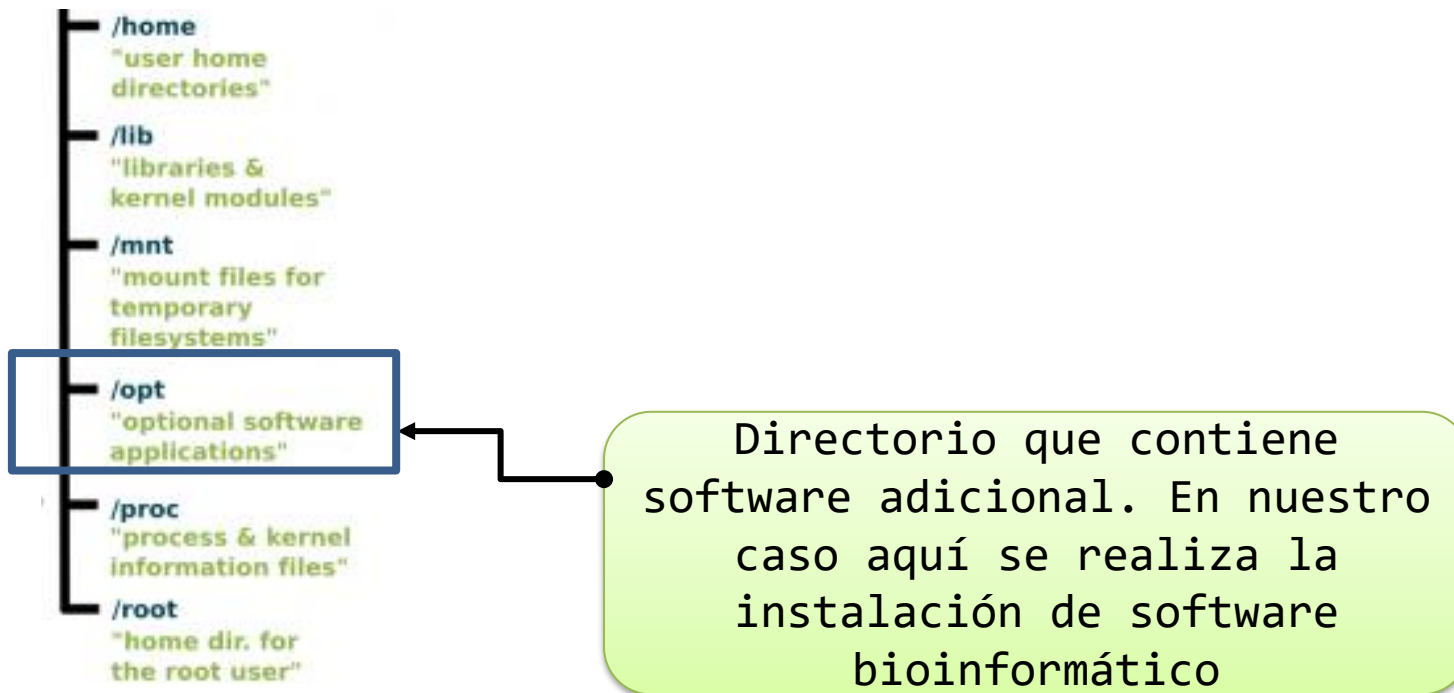 /home
"user home
directories"
/lib
"libraries &
kernel modules"
/mnt
"mount files for
temporary
filesystems"
/opt
"optional software
applications"
/proc
"process & kernel
information files"
/root
"home dir. for
the root user"
Directorio que contiene
software adicional. En nuestro
caso aquí se realiza la
instalación de software
bioinformático